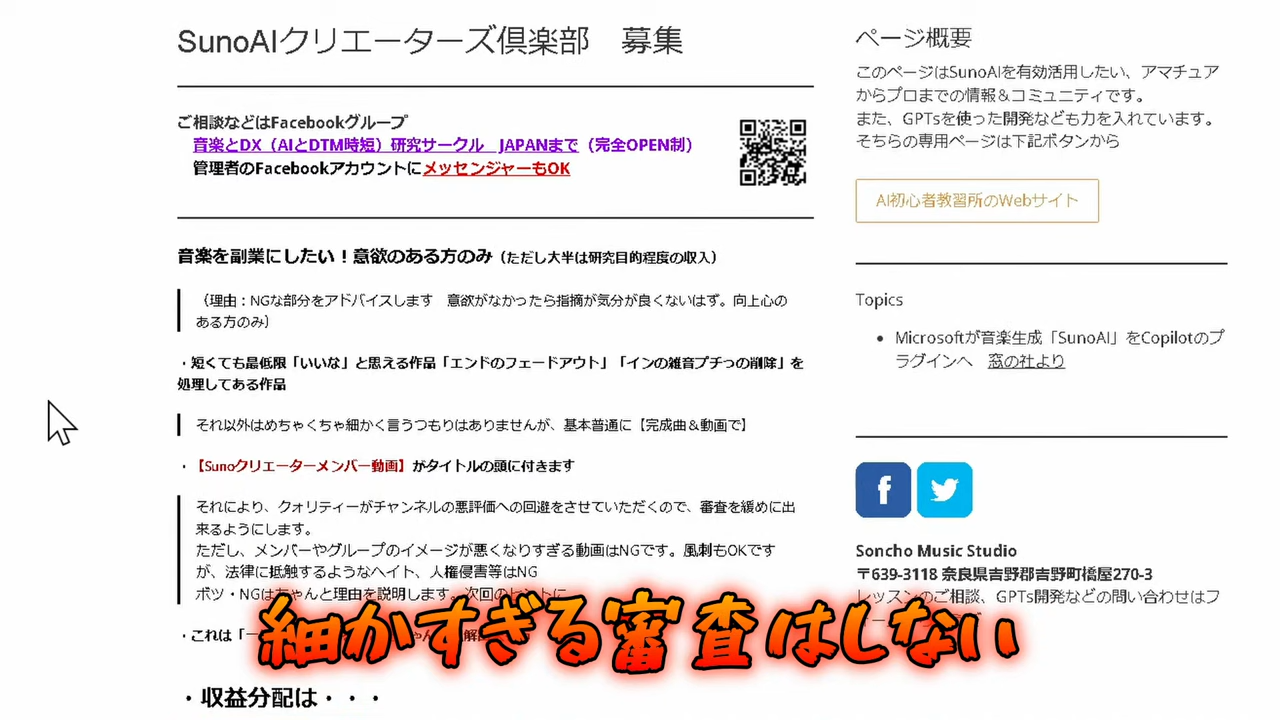 SunoAIクリエーターズ倶楽部　募集
ご相談などはFacebookグループ
音楽とDX（AIとDTM時短）研究サークル　JAPANまで（完全OPEN制）
管理者のFacebookアカウントにメッセンジャーもOK
音楽を副業にしたい！意欲のある方のみ（ただし大半は研究目的程度の収入）
（理由：NGな部分をアドバイスします　意欲がなかったら指摘が気分が良くないはず。向上心の
ある方のみ）
・短くても最低限「いいな」と思える作品「エンドのフェードアウト」「インの雑音プチっの削除」を
処理してある作品
それ以外はめちゃくちゃ細かく言うつもりはありませんが、基本普通に【完成曲＆動画で】
・【Sunoクリエーターメンバー動画】がタイトルの頭に付きます
それにより、クォリティーがチャンネルの悪評価への回避をさせていただくので、審査を緩めに出
来るようにします。
ただし、メンバーやグループのイメージが悪くなりすぎる動画はNGです。風刺もOKです
が、法律に抵触するようなヘイト、人権侵害等はNG
ボツ・NGはちゃんと理由を説明します。次回のヒントに
・これは「
細かすぎる審査はしない
・収益分配は・・・
ページ概要
このページはSunoAIを有効活用したい、アマチュア
からプロまでの情報＆コミュニティです。
また、GPTsを使った開発なども力を入れています。
そちらの専用ページは下記ボタンから
AI初心者教習所のWebサイト
Topics
Microsoftが音楽生成「SunoAI」をCopilotのプ
ラグインへ　窓の社より
Soncho Music Studio
〒639-3118 奈良県吉野郡吉野町橋屋270-3
レッスンのご相談、GPTs開発などの問い合わせはフ